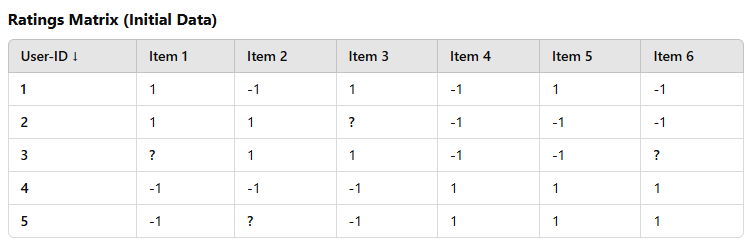 Ratings Matrix (Initial Data)
User-ID ↓ Item 1 Item 2 Item 3 Item 4 Item 5 Item 6
1 1 -1 1 -1 1 -1
2 1 1 ? -1 -1 -1
3 ? 1 1 -1 -1 ?
4 -1 -1 -1 1 1 1
5 -1 ? -1 1 1 1